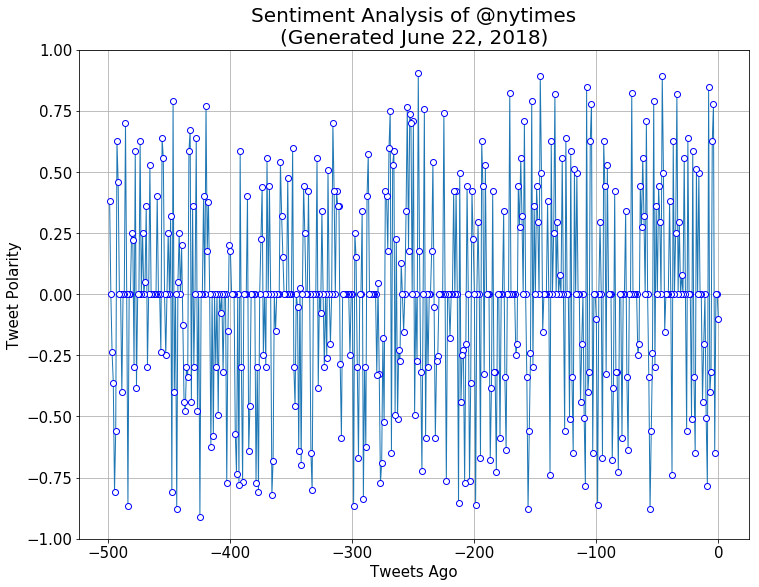 Sentiment Analysis of @nytimes
(Generated June 22, 2018)
1.00
0.75
0.50
0.25
0.00
−0.25
−0.50
−0.75
−1.00
Tweet Polarity
−500 −400 −300 −200 −100 0
Tweets Ago